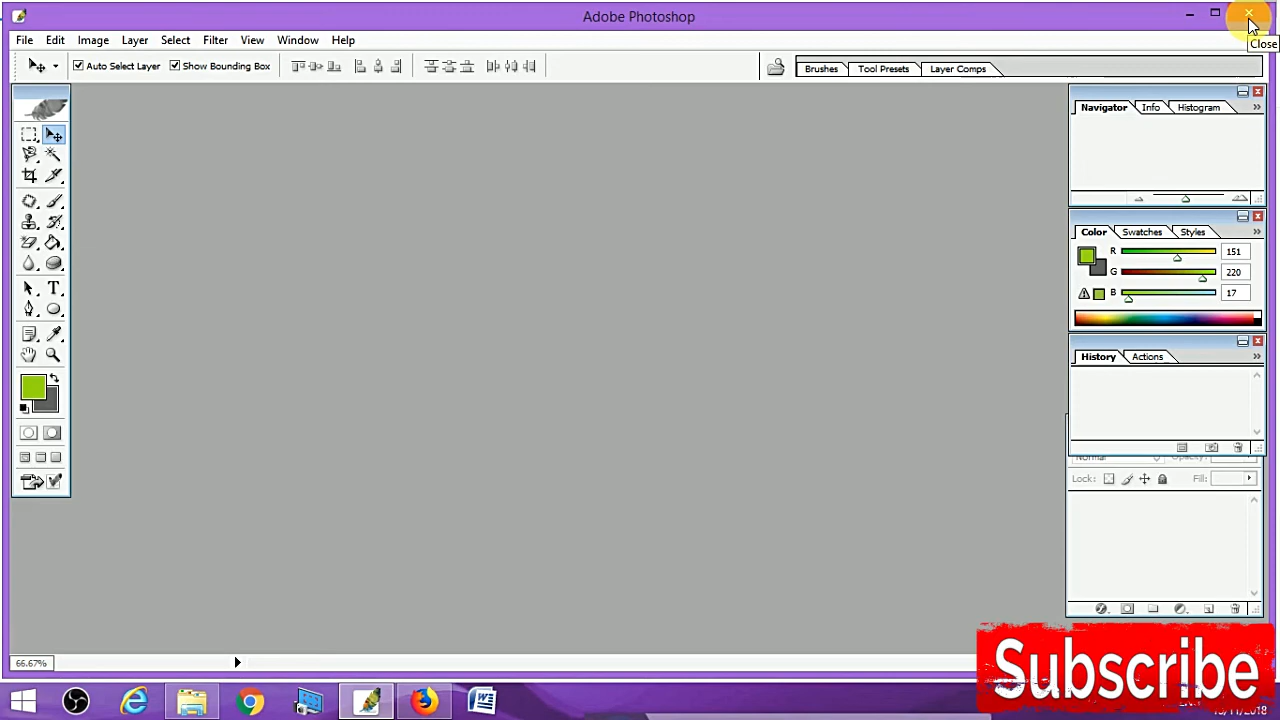 Adobe Photoshop
Close
File Edit Image Layer Select Filter View Window Help
Auto Select Layer Show Bounding Box
Brushes Tool Presets Layer Comps
Navigator Info Histogram
Color Swatches Styles
R 151
G 220
B 17
History Actions
Normal Opacity:
Lock: Fill:
66.67%
Subscribe